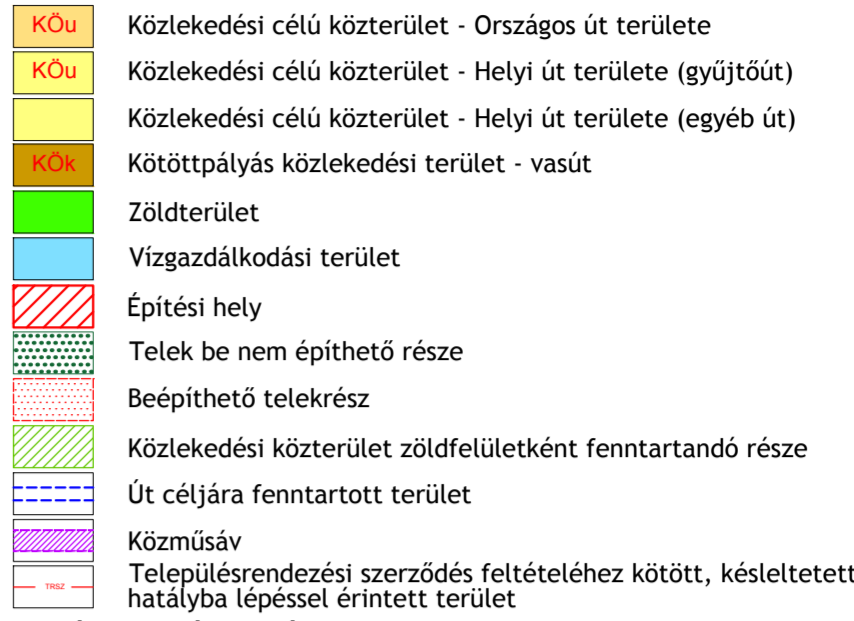 KÖu Közlekedési célú közterület - Országos út területe
KÖu Közlekedési célú közterület - Helyi út területe (gyűjtőút)
Közlekedési célú közterület - Helyi út területe (egyéb út)
KÖk Kötöttpályás közlekedési terület - vasút
Zöldterület
Vízgazdálkodási terület
Építési hely
Telek be nem építhető része
Beépíthető telekrész
Közlekedési közterület zöldfelületként fenntartandó része
Út céljára fenntartott terület
Közműsáv
TRSZ Településrendezési szerződés feltételéhez kötött, késleltetett
hatályba lépéssel érintett terület